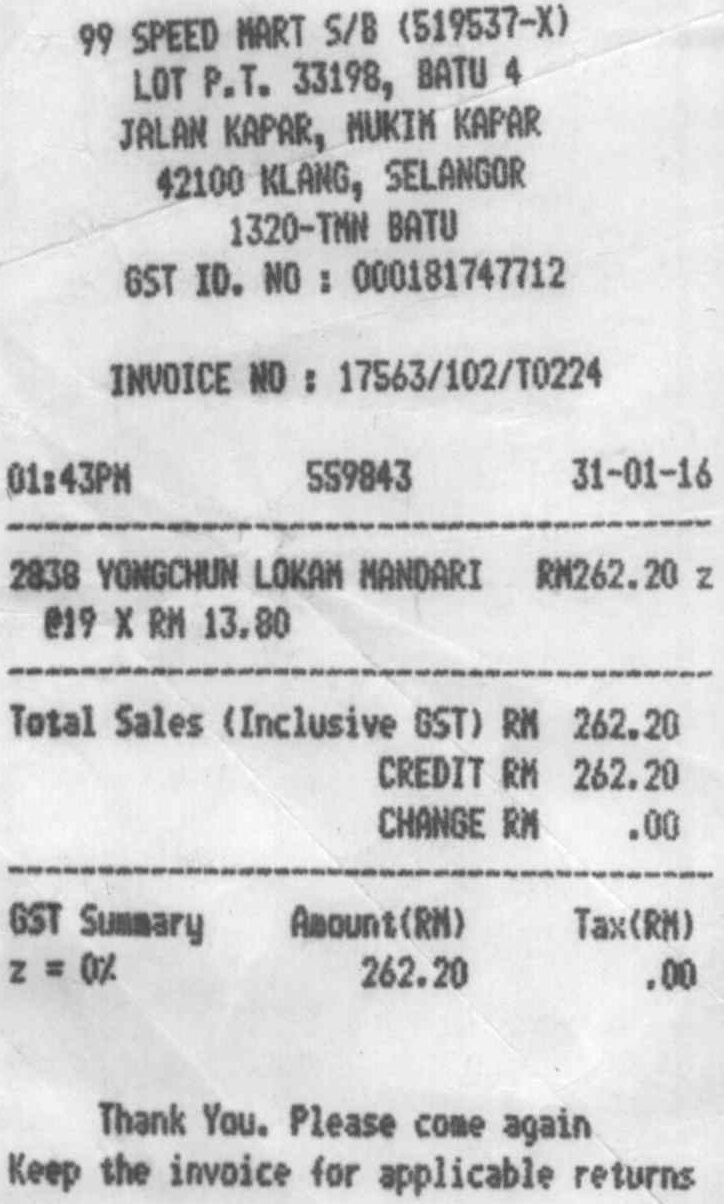 99 SPEED MART S/B (519537-X)
LOT P.T. 33198, BATU 4
JALAN KAPAR, MUKIM KAPAR
42100 KLANG, SELANGOR
1320-TMN BATU
GST ID. NO : 000181747712
INVOICE NO : 17563/102/T0224
01:43PM 559843 31-01-16
2838 YONGCHUN LOKAM MANDARI RM262.20 z
@19 X RM 13.80
Total Sales (Inclusive GST) RM 262.20
CREDIT RM 262.20
CHANGE RM .00
GST Summary Amount(RM) Tax(RM)
z = 0% 262.20 .00
Thank You. Please come again
Keep the invoice for applicable returns